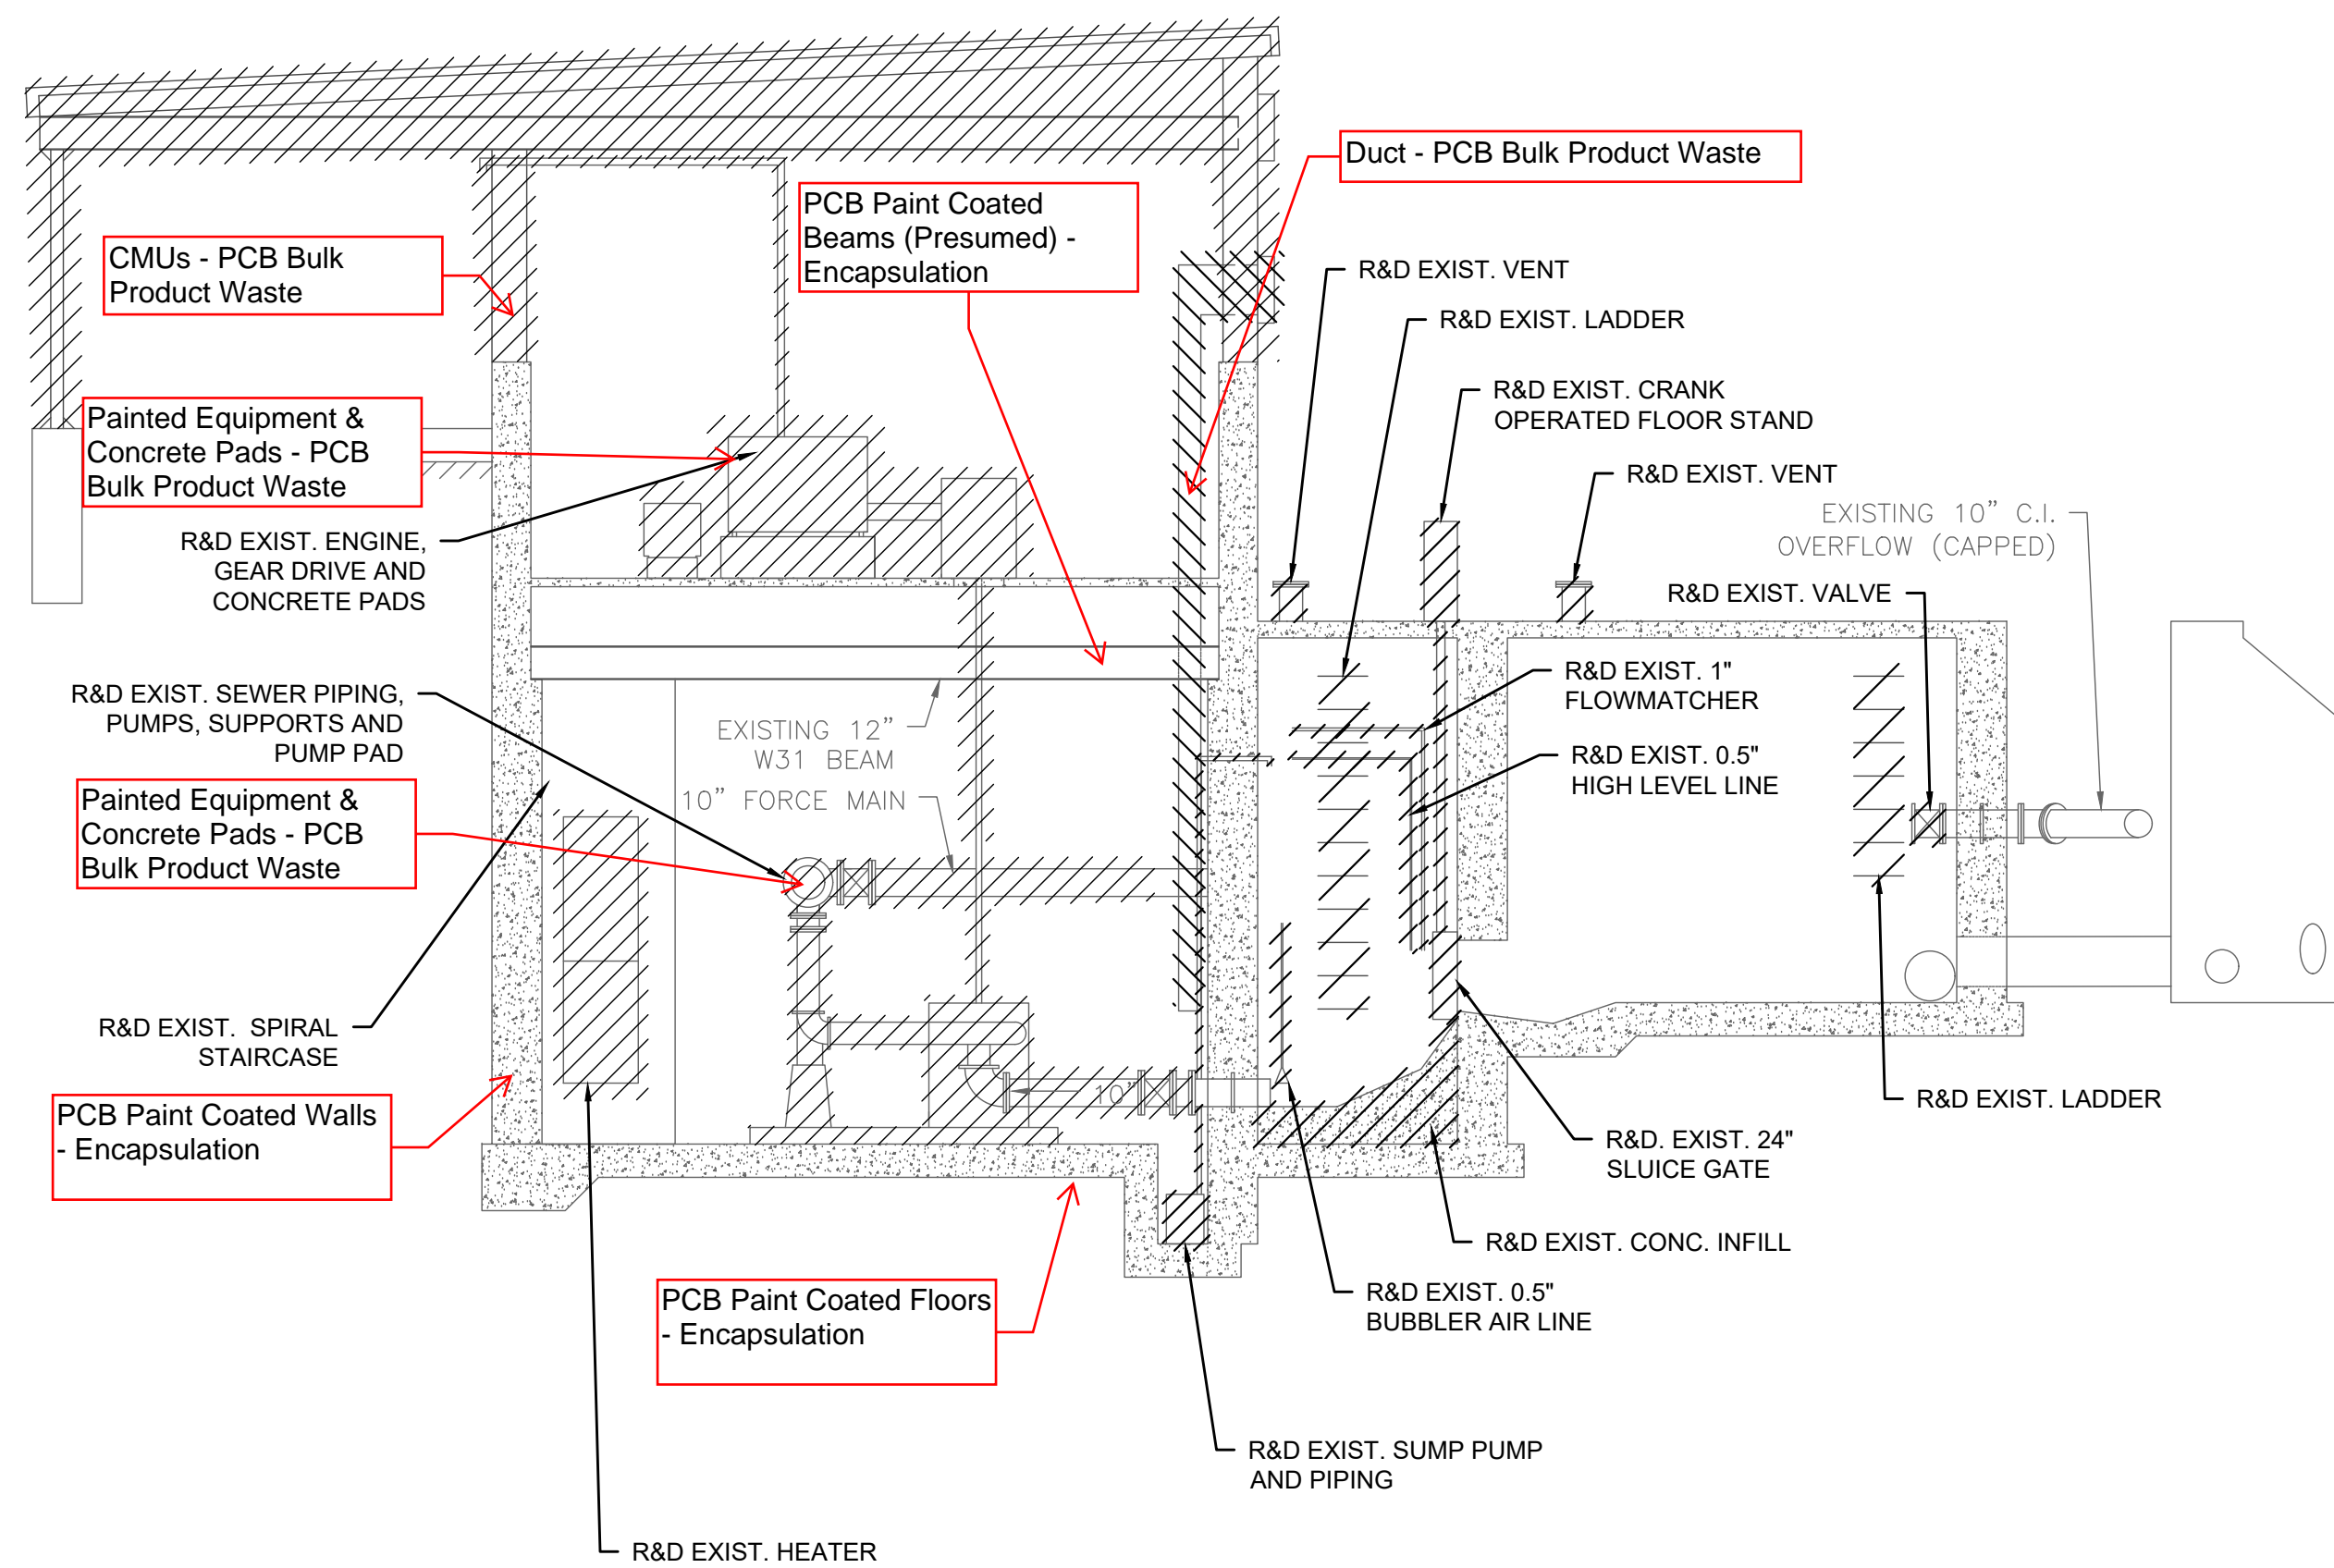 Duct - PCB Bulk Product Waste
PCB Paint Coated
Beams (Presumed) -
Encapsulation
CMUs - PCB Bulk
Product Waste
R&D EXIST. VENT
R&D EXIST. LADDER
R&D EXIST. CRANK
OPERATED FLOOR STAND
Painted Equipment &
Concrete Pads - PCB
Bulk Product Waste
R&D EXIST. VENT
EXISTING 10" C.I.
OVERFLOW (CAPPED)
R&D EXIST. ENGINE,
GEAR DRIVE AND
CONCRETE PADS
R&D EXIST. VALVE
R&D EXIST. SEWER PIPING,
PUMPS, SUPPORTS AND
PUMP PAD
R&D EXIST. 1"
FLOWMATCHER
EXISTING 12"
W31 BEAM
R&D EXIST. 0.5"
HIGH LEVEL LINE
10" FORCE MAIN
Painted Equipment &
Concrete Pads - PCB
Bulk Product Waste
R&D EXIST. SPIRAL
STAIRCASE
10"
R&D EXIST. LADDER
PCB Paint Coated Walls
- Encapsulation
R&D. EXIST. 24"
SLUICE GATE
R&D EXIST. CONC. INFILL
R&D EXIST. 0.5"
BUBBLER AIR LINE
PCB Paint Coated Floors
- Encapsulation
R&D EXIST. SUMP PUMP
AND PIPING
R&D EXIST. HEATER